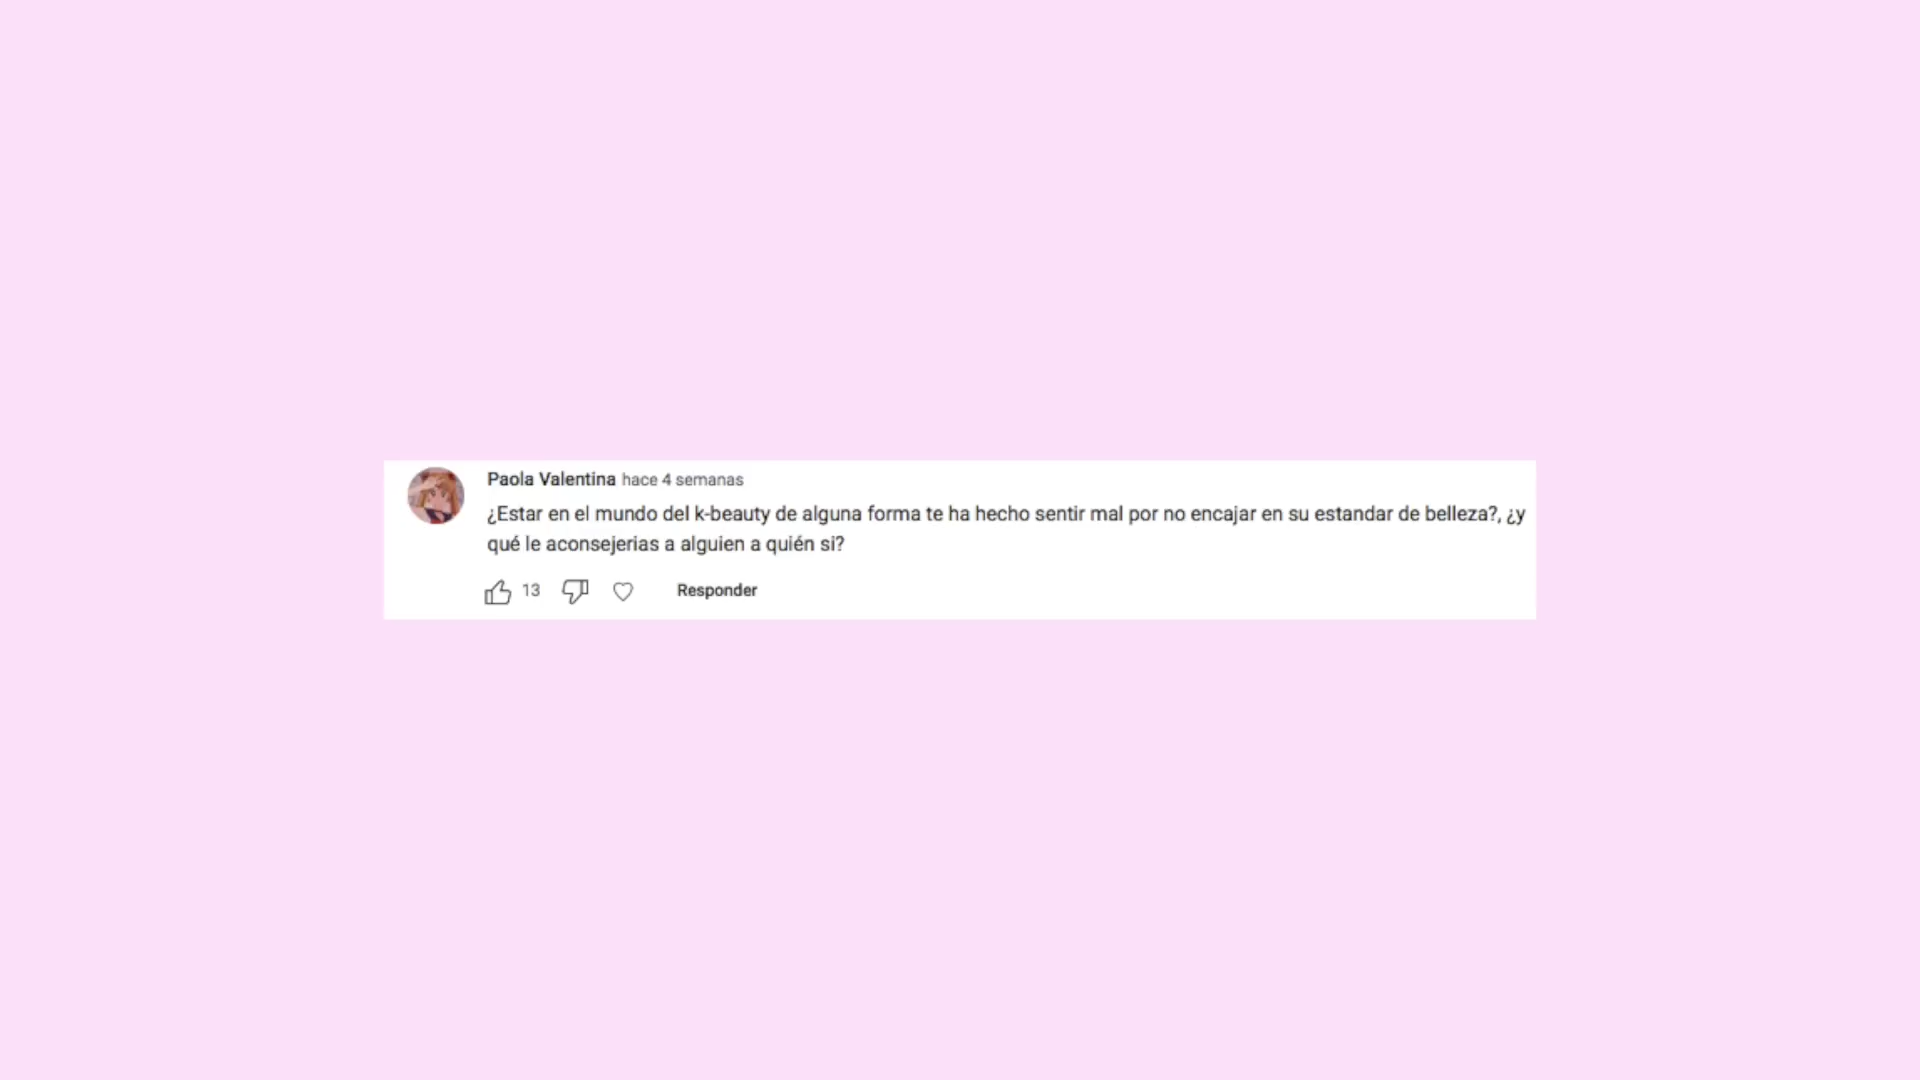 Paola Valentina hace 4 semanas
¿Estar en el mundo del k-beauty de alguna forma te ha hecho sentir mal por no encajar en su estandar de belleza?, ¿y
qué le aconsejerias a alguien a quién si?
13 Responder